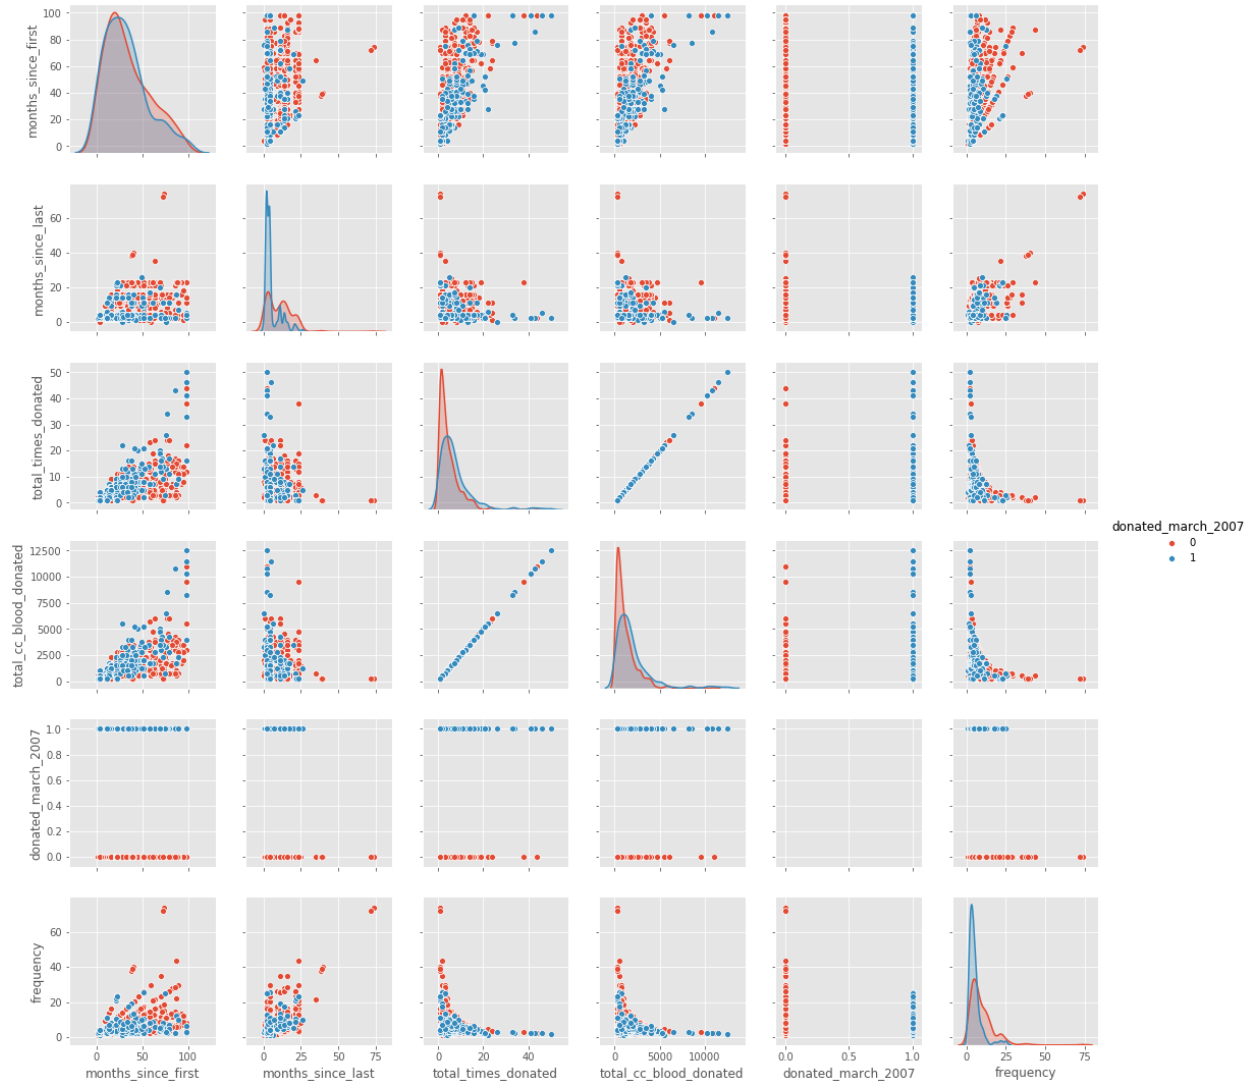 months_since_first
100
80
60
40
20
0
months_since_last
60
40
20
0
total_times_donated
50
40
30
20
10
0
total_cc_blood_donated
12500
10000
7500
5000
2500
0
donated_march_2007
0
1
donated_march_2007
1.0
0.8
0.6
0.4
0.2
0.0
frequency
60
40
20
0
0 50 100
0 25 50 75
0 20 40
0 5000 10000
0.0 0.5 1.0
0 25 50 75
months_since_first months_since_last total_times_donated total_cc_blood_donated donated_march_2007 frequency